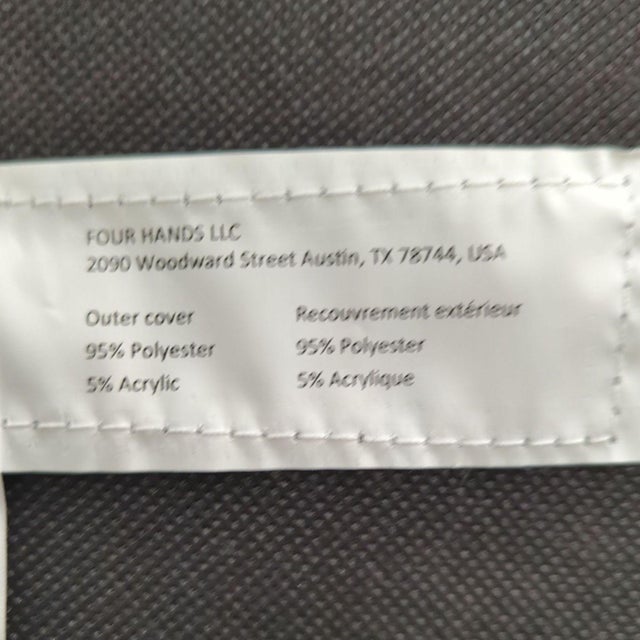 FOUR HANDS LLC
2090 Woodward Street Austin, TX 78744, USA
Outer cover
95% Polyester
5% Acrylic
Recouvrement extérieur
95% Polyester
5% Acrylique